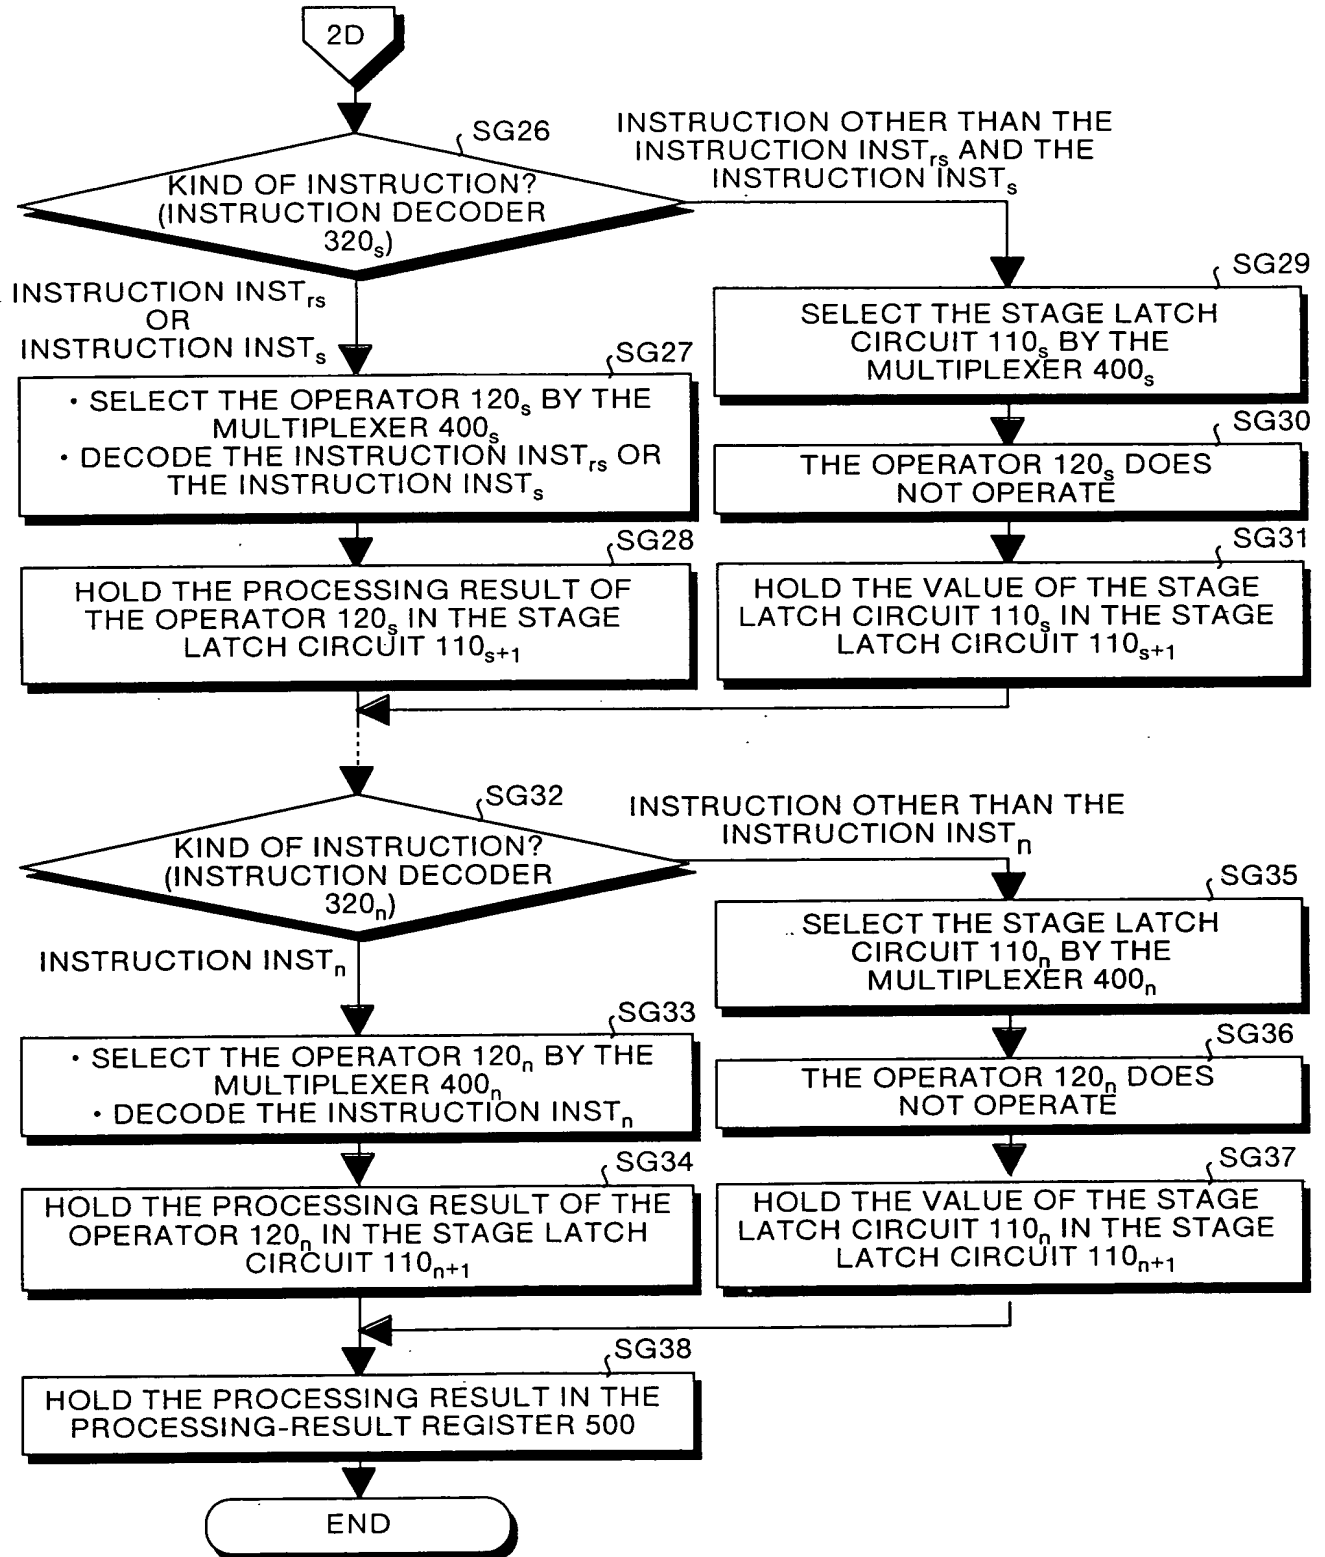 2D
SG26
KIND OF INSTRUCTION?
(INSTRUCTION DECODER
320s)
INSTRUCTION OTHER THAN THE
INSTRUCTION INSTrs AND THE
INSTRUCTION INSTs
INSTRUCTION INSTrs
OR
INSTRUCTION INSTs
SG27
• SELECT THE OPERATOR 120s BY THE
MULTIPLEXER 400s
• DECODE THE INSTRUCTION INSTrs OR
THE INSTRUCTION INSTs
SG28
HOLD THE PROCESSING RESULT OF
THE OPERATOR 120s IN THE STAGE
LATCH CIRCUIT 110s+1
SG29
SELECT THE STAGE LATCH
CIRCUIT 110s BY THE
MULTIPLEXER 400s
SG30
THE OPERATOR 120s DOES
NOT OPERATE
SG31
HOLD THE VALUE OF THE STAGE
LATCH CIRCUIT 110s IN THE STAGE
LATCH CIRCUIT 110s+1
SG32
KIND OF INSTRUCTION?
(INSTRUCTION DECODER
320n)
INSTRUCTION OTHER THAN THE
INSTRUCTION INSTn
INSTRUCTION INSTn
SG33
• SELECT THE OPERATOR 120n BY THE
MULTIPLEXER 400n
• DECODE THE INSTRUCTION INSTn
SG34
HOLD THE PROCESSING RESULT OF THE
OPERATOR 120n IN THE STAGE LATCH
CIRCUIT 110n+1
SG35
SELECT THE STAGE LATCH
CIRCUIT 110n BY THE
MULTIPLEXER 400n
SG36
THE OPERATOR 120n DOES
NOT OPERATE
SG37
HOLD THE VALUE OF THE STAGE
LATCH CIRCUIT 110n IN THE STAGE
LATCH CIRCUIT 110n+1
SG38
HOLD THE PROCESSING RESULT IN THE
PROCESSING-RESULT REGISTER 500
END